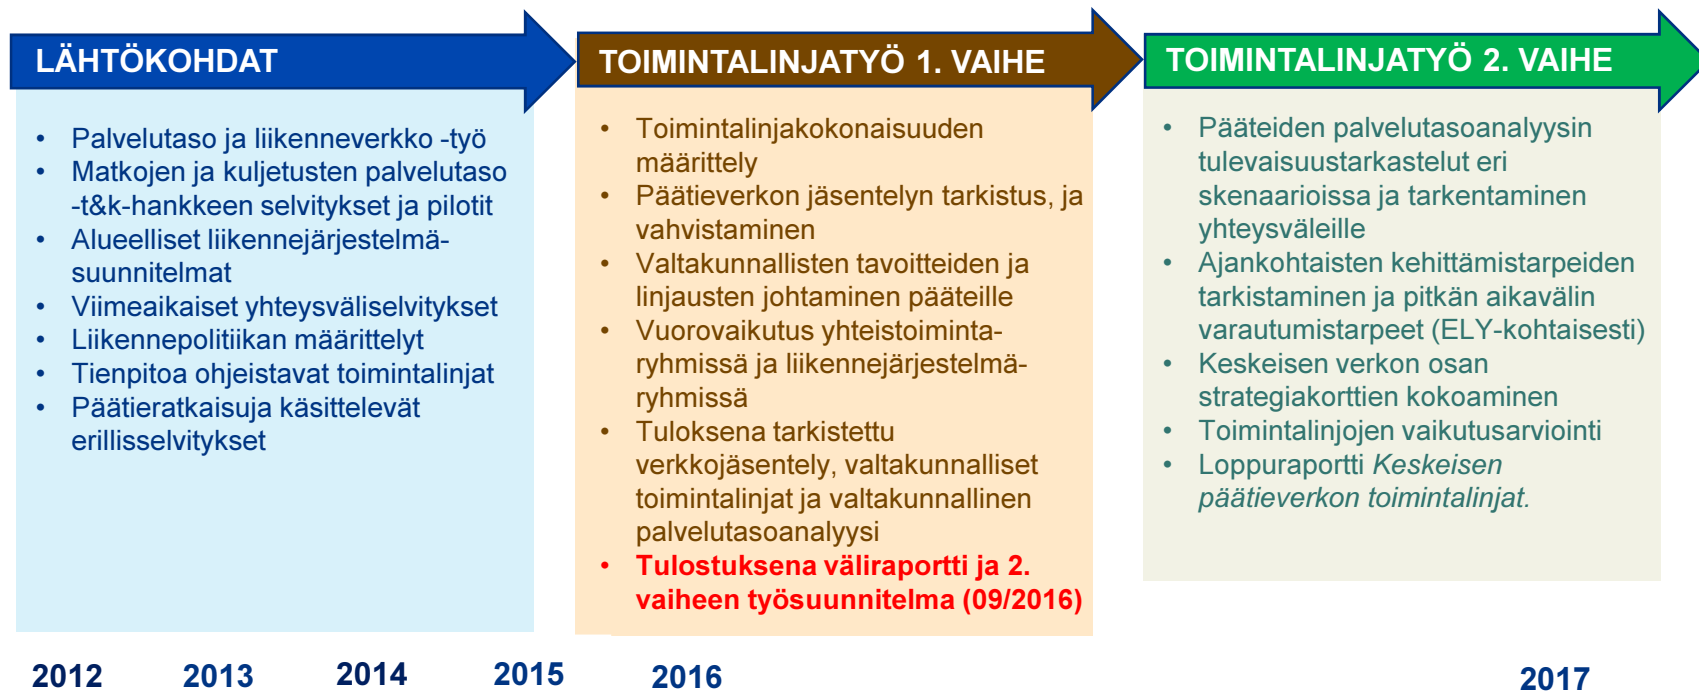 LÄHTÖKOHDAT
• Palvelutaso ja liikenneverkko -työ
• Matkojen ja kuljetusten palvelutaso
-t&k-hankkeen selvitykset ja pilotit
• Alueelliset liikennejärjestelmä-
suunnitelmat
• Viimeaikaiset yhteysväliselvitykset
• Liikennepolitiikan määrittelyt
• Tienpitoa ohjeistavat toimintalinjat
• Päätieratkaisuja käsittelevät
erillisselvitykset
TOIMINTALINJATYÖ 1. VAIHE
• Toimintalinjakokonaisuuden
määrittely
• Päätieverkon jäsentelyn tarkistus, ja
vahvistaminen
• Valtakunnallisten tavoitteiden ja
linjausten johtaminen pääteille
• Vuorovaikutus yhteistoiminta-
ryhmissä ja liikennejärjestelmä-
ryhmissä
• Tuloksena tarkistettu
verkkojäsentely, valtakunnalliset
toimintalinjat ja valtakunnallinen
palvelutasoanalyysi
• Tulostuksena väliraportti ja 2.
vaiheen työsuunnitelma (09/2016)
TOIMINTALINJATYÖ 2. VAIHE
• Pääteiden palvelutasoanalyysin
tulevaisuustarkastelut eri
skenaarioissa ja tarkentaminen
yhteysväleille
• Ajankohtaisten kehittämistarpeiden
tarkistaminen ja pitkän aikavälin
varautumistarpeet (ELY-kohtaisesti)
• Keskeisen verkon osan
strategiakorttien kokoaminen
• Toimintalinjojen vaikutusarviointi
• Loppuraportti Keskeisen
päätieverkon toimintalinjat.
2012 2013 2014 2015 2016 2017